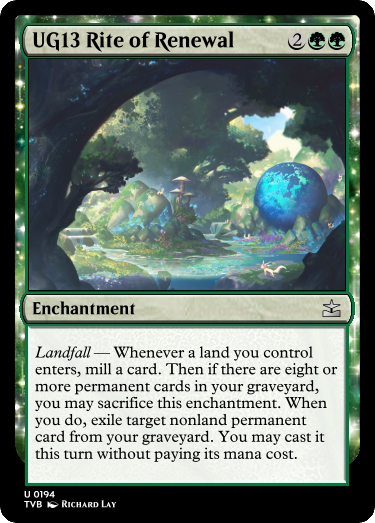 UG13 Rite of Renewal 2
Enchantment
Landfall — Whenever a land you control
enters, mill a card. Then if there are eight or
more permanent cards in your graveyard,
you may sacrifice this enchantment. When
you do, exile target nonland permanent
card from your graveyard. You may cast it
this turn without paying its mana cost.
U 0194
TVB RICHARD LAY